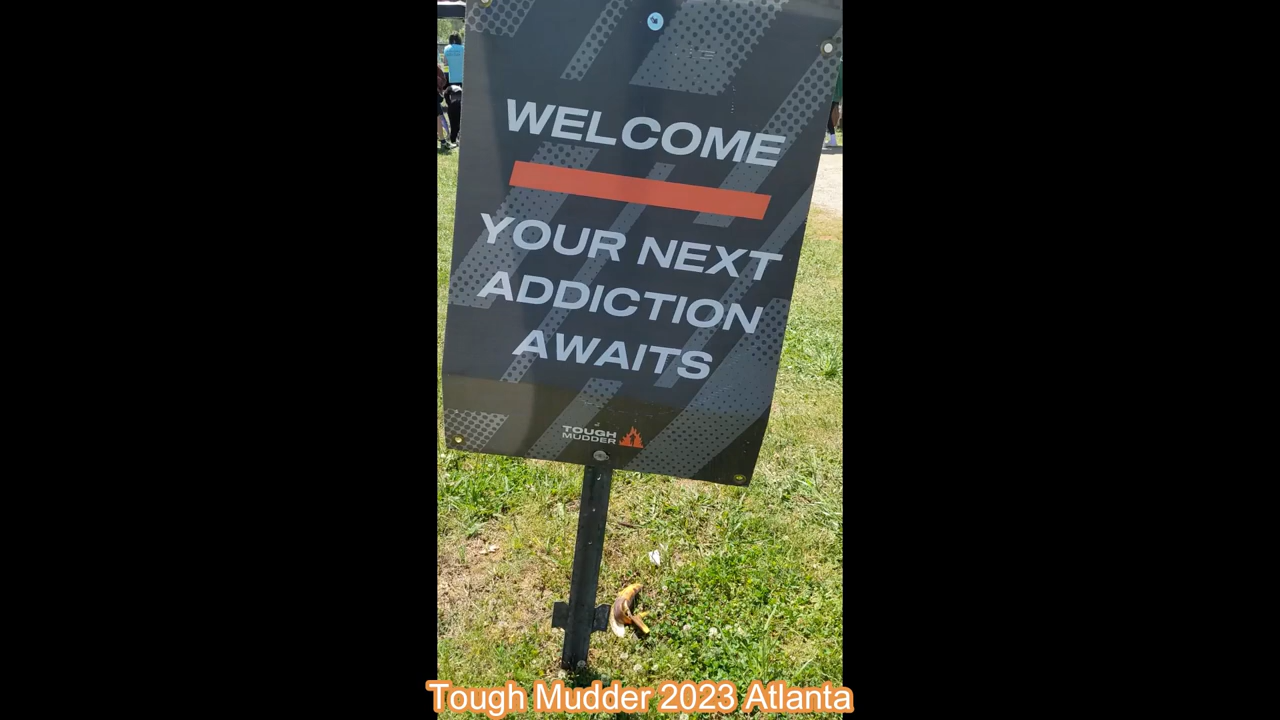 WELCOME
YOUR NEXT
ADDICTION
AWAITS
TOUGH
MUDDER
Tough Mudder 2023 Atlanta